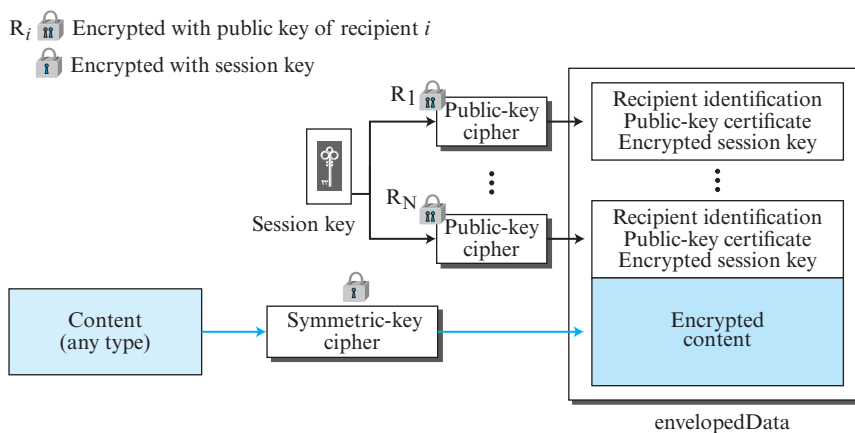 R_i Encrypted with public key of recipient i
Encrypted with session key
R_1
Public-key
cipher
Recipient identification
Public-key certificate
Encrypted session key
Session key
R_N
Public-key
cipher
Recipient identification
Public-key certificate
Encrypted session key
Content
(any type)
Symmetric-key
cipher
Encrypted
content
envelopedData